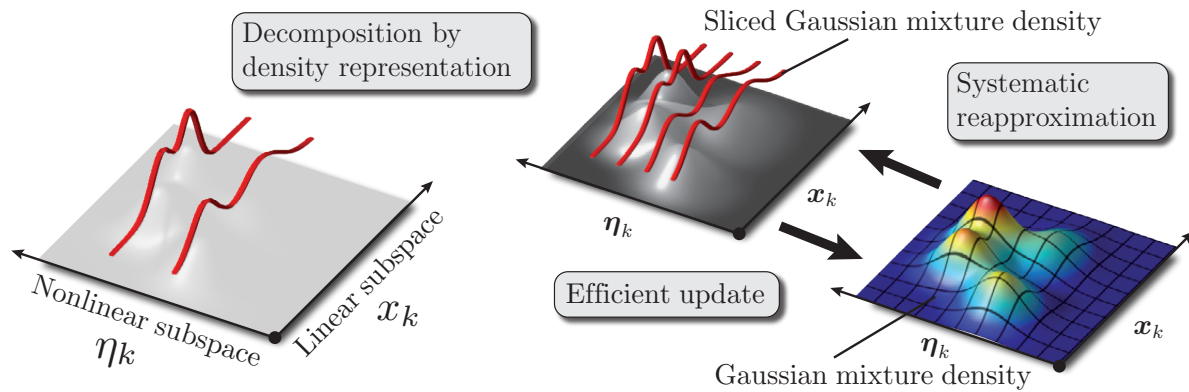 Decomposition by
density representation
Nonlinear subspace
η_k
Linear subspace
x_k
Sliced Gaussian mixture density
η_k
x_k
Systematic
reapproximation
Efficient update
η_k
x_k
Gaussian mixture density